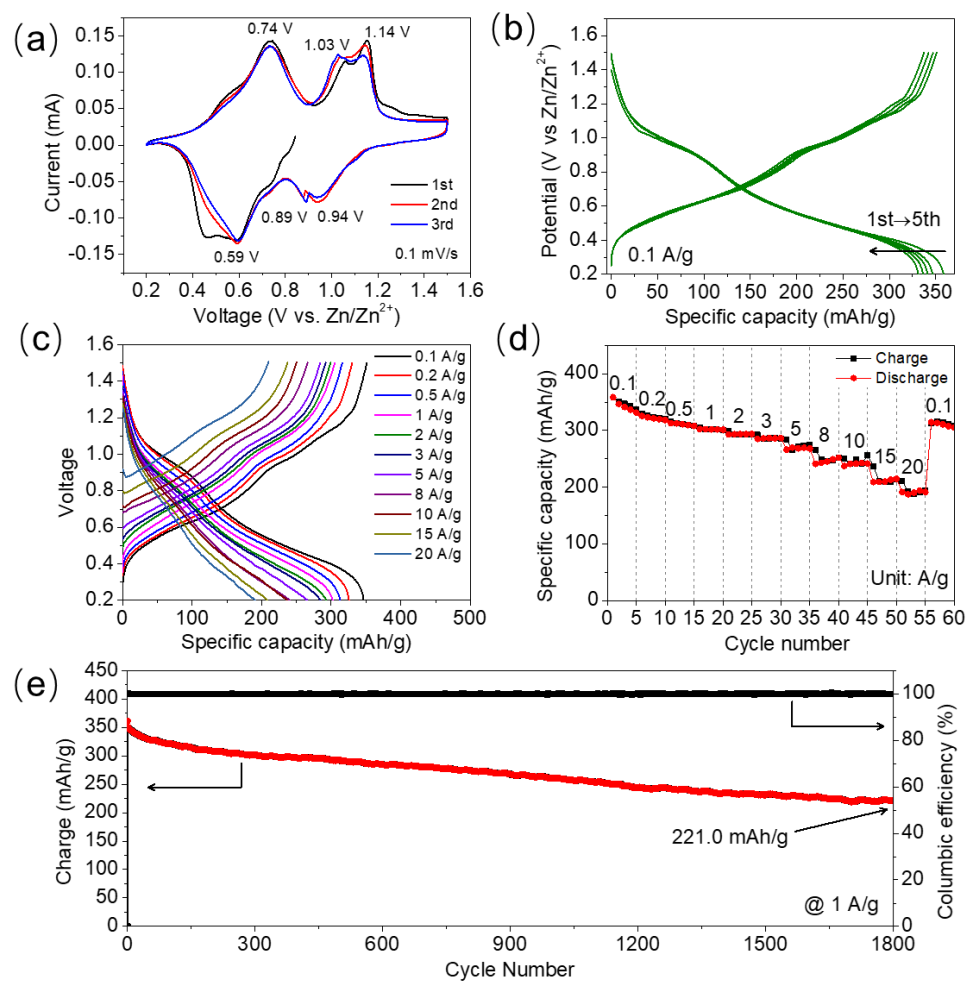 (a)
0.74 V
1.03 V
1.14 V
0.59 V
0.89 V
0.94 V
1st
2nd
3rd
0.1 mV/s
0.15
0.10
0.05
0.00
-0.05
-0.10
-0.15
Current (mA)
0.2 0.4 0.6 0.8 1.0 1.2 1.4 1.6
Voltage (V vs. Zn/Zn²⁺)
(b)
1.6
1.4
1.2
1.0
0.8
0.6
0.4
0.2
Potential (V vs Zn/Zn²⁺)
1st→5th
0.1 A/g
0 50 100 150 200 250 300 350
Specific capacity (mAh/g)
(c)
1.6
1.4
1.2
1.0
0.8
0.6
0.4
0.2
Voltage
0.1 A/g
0.2 A/g
0.5 A/g
1 A/g
2 A/g
3 A/g
5 A/g
8 A/g
10 A/g
15 A/g
20 A/g
0 100 200 300 400 500
Specific capacity (mAh/g)
(d)
Charge
Discharge
400
300
200
100
0
Specific capacity (mAh/g)
0.1 0.2 0.5 1 2 3 5 8 10 15 20 0.1
Unit: A/g
0 5 10 15 20 25 30 35 40 45 50 55 60
Cycle number
(e)
450
400
350
300
250
200
150
100
50
0
Charge (mAh/g)
221.0 mAh/g
@ 1 A/g
100
80
60
40
20
0
Columbic efficiency (%)
0 300 600 900 1200 1500 1800
Cycle Number